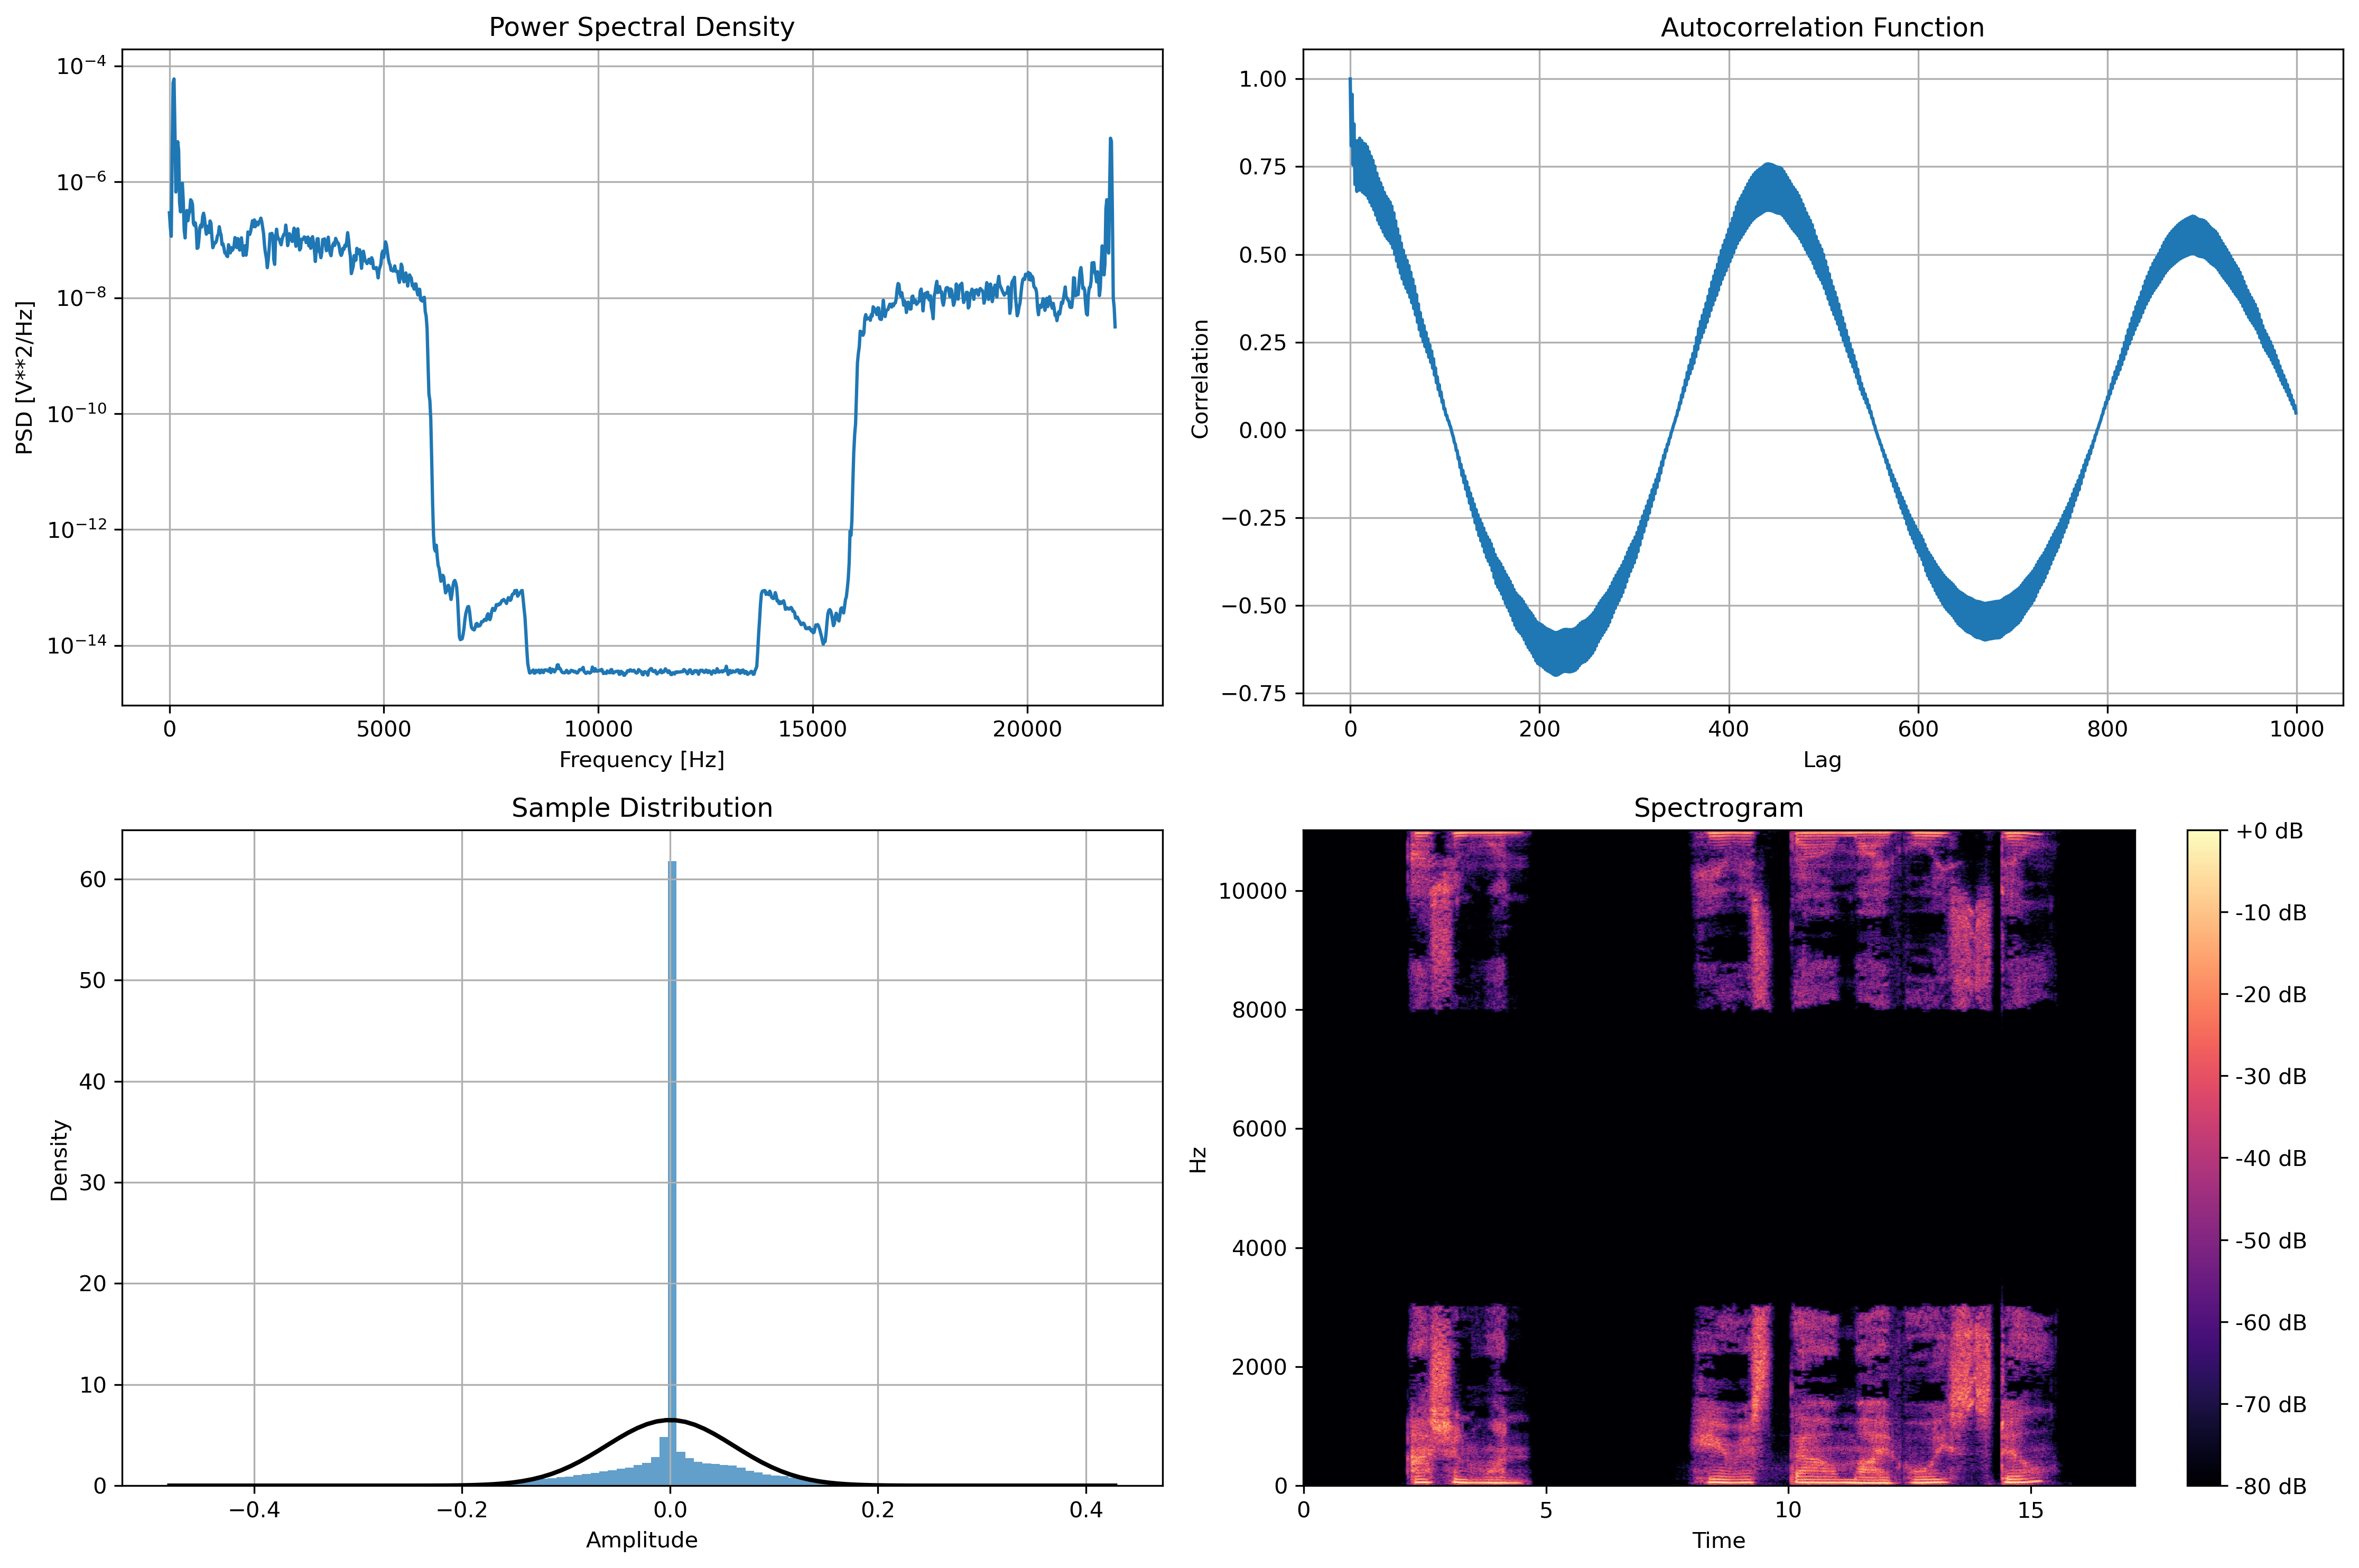 Power Spectral Density
10⁻⁴
10⁻⁶
10⁻⁸
10⁻¹⁰
10⁻¹²
10⁻¹⁴
PSD [V**2/Hz]
0 5000 10000 15000 20000
Frequency [Hz]
Autocorrelation Function
1.00
0.75
0.50
0.25
0.00
−0.25
−0.50
−0.75
Correlation
0 200 400 600 800 1000
Lag
Sample Distribution
60
50
40
30
20
10
0
Density
−0.4 −0.2 0.0 0.2 0.4
Amplitude
Spectrogram
10000
8000
6000
4000
2000
0
Hz
0 5 10 15
Time
+0 dB
-10 dB
-20 dB
-30 dB
-40 dB
-50 dB
-60 dB
-70 dB
-80 dB